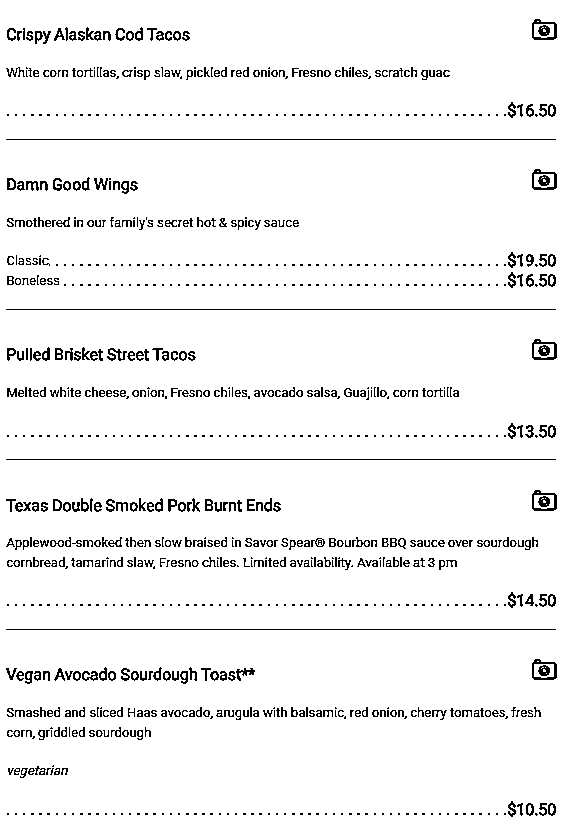 Crispy Alaskan Cod Tacos
White corn tortillas, crisp slaw, pickled red onion, Fresno chiles, scratch guac
. . . . . . . . . . . . . . . . . . . . . . . . . . . . . . . . . . . . . . . . . . . . . . . . . . . . . . . . . . . . . . .$16.50
Damn Good Wings
Smothered in our family's secret hot & spicy sauce
Classic. . . . . . . . . . . . . . . . . . . . . . . . . . . . . . . . . . . . . . . . . . . . . . . . . . . . . . . . . .$19.50
Boneless . . . . . . . . . . . . . . . . . . . . . . . . . . . . . . . . . . . . . . . . . . . . . . . . . . . . . . . .$16.50
Pulled Brisket Street Tacos
Melted white cheese, onion, Fresno chiles, avocado salsa, Guajillo, corn tortilla
. . . . . . . . . . . . . . . . . . . . . . . . . . . . . . . . . . . . . . . . . . . . . . . . . . . . . . . . . . . . . . .$13.50
Texas Double Smoked Pork Burnt Ends
Applewood-smoked then slow braised in Savor Spear® Bourbon BBQ sauce over sourdough
cornbread, tamarind slaw, Fresno chiles. Limited availability. Available at 3 pm
. . . . . . . . . . . . . . . . . . . . . . . . . . . . . . . . . . . . . . . . . . . . . . . . . . . . . . . . . . . . . . .$14.50
Vegan Avocado Sourdough Toast**
Smashed and sliced Haas avocado, arugula with balsamic, red onion, cherry tomatoes, fresh
corn, griddled sourdough
vegetarian
. . . . . . . . . . . . . . . . . . . . . . . . . . . . . . . . . . . . . . . . . . . . . . . . . . . . . . . . . . . . . . .$10.50